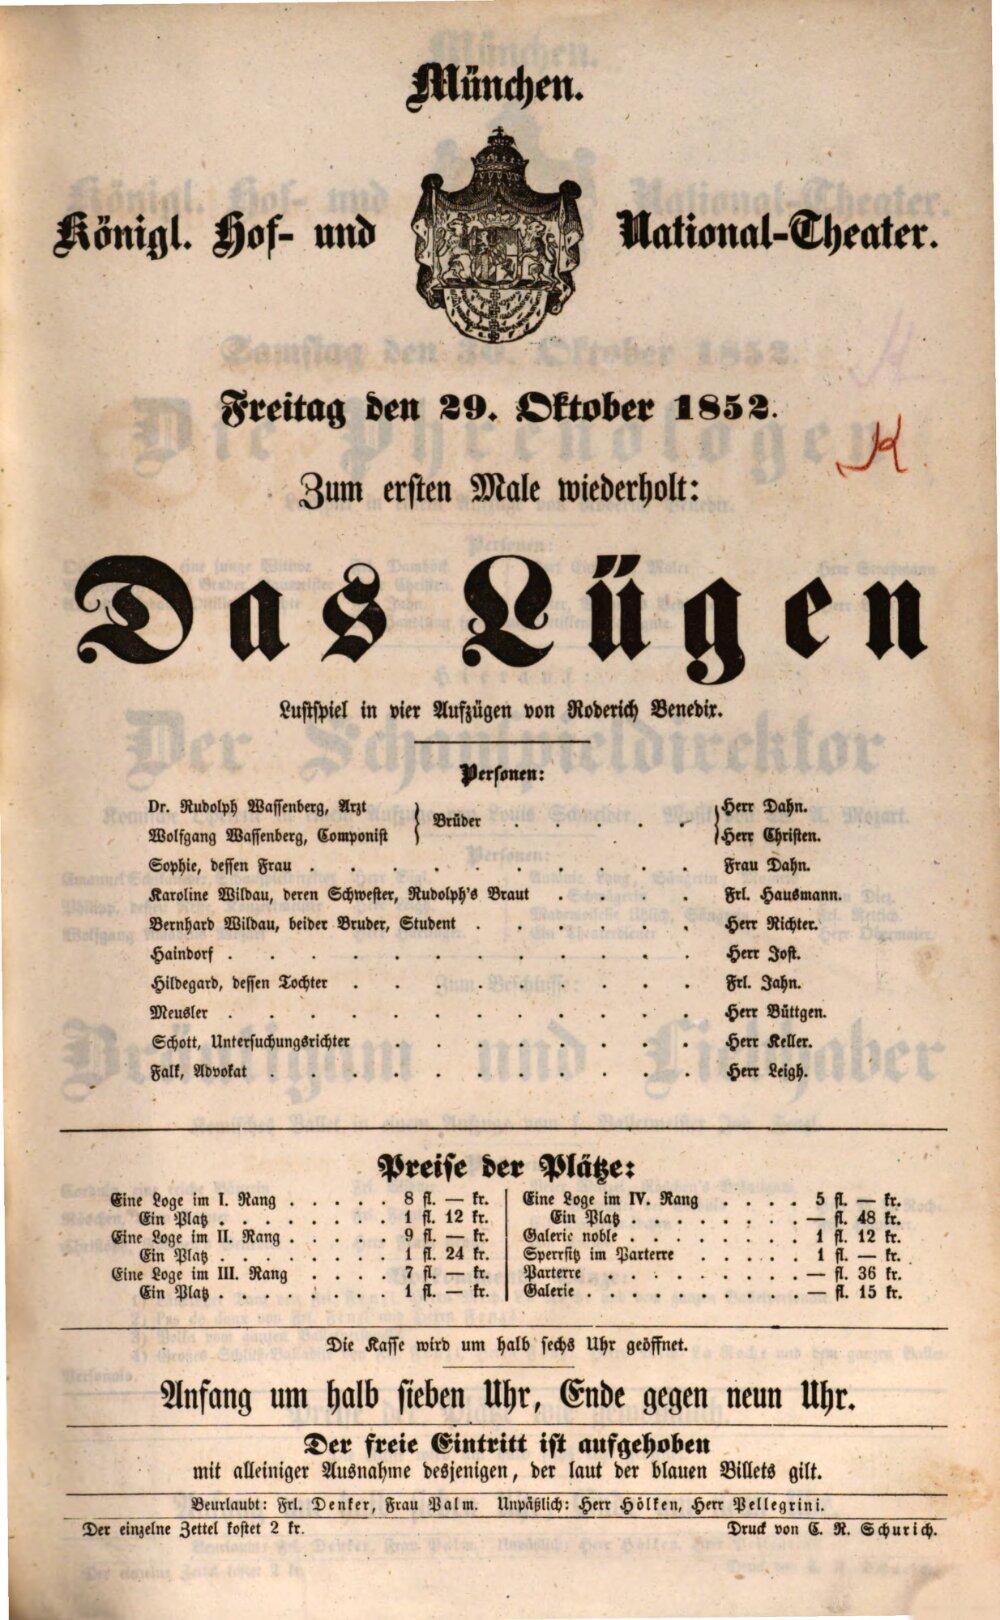 München.
Königl. Hof- und National-Theater.
Freitag den 29. Oktober 1852.
K
Zum ersten Male wiederholt:
Das Lügen
Lustspiel in vier Aufzügen von Roderich Benedix.
Personen:
Dr. Rudolph Wassenberg, Arzt } Brüder . . . . . { Herr Dahn.
Wolfgang Wassenberg, Componist } { Herr Christen.
Sophie, dessen Frau . . . . . . . . . Frau Dahn.
Karoline Wildau, deren Schwester, Rudolph's Braut . . . . Frl. Hausmann.
Bernhard Wildau, beider Bruder, Student . . . . . . Herr Richter.
Haindorf . . . . . . . . . . . . Herr Jost.
Hildegard, dessen Tochter . . . . . . . . . Frl. Jahn.
Meusler . . . . . . . . . . . . Herr Büttgen.
Schott, Untersuchungsrichter . . . . . . . . Herr Keller.
Falk, Advokat . . . . . . . . . . . Herr Leigh.
Preise der Plätze:
Eine Loge im I. Rang . . . . . 8 fl. — kr.
Ein Platz . . . . . . . . 1 fl. 12 kr.
Eine Loge im II. Rang . . . . . 9 fl. — kr.
Ein Platz . . . . . . . . 1 fl. 24 kr.
Eine Loge im III. Rang . . . . 7 fl. — kr.
Ein Platz . . . . . . . . 1 fl. — kr.
Eine Loge im IV. Rang . . . . 5 fl. — kr.
Ein Platz . . . . . . . — fl. 48 kr.
Galerie noble . . . . . . . 1 fl. 12 kr.
Sperrsitz im Parterre . . . . 1 fl. — kr.
Parterre . . . . . . . . — fl. 36 kr.
Galerie . . . . . . . . . — fl. 15 kr.
Die Kasse wird um halb sechs Uhr geöffnet.
Anfang um halb sieben Uhr, Ende gegen neun Uhr.
Der freie Eintritt ist aufgehoben
mit alleiniger Ausnahme desjenigen, der laut der blauen Billets gilt.
Beurlaubt: Frl. Denker, Frau Palm. Unpäßlich: Herr Hölken, Herr Pellegrini.
Der einzelne Zettel kostet 2 kr. Druck von C. R. Schurich.